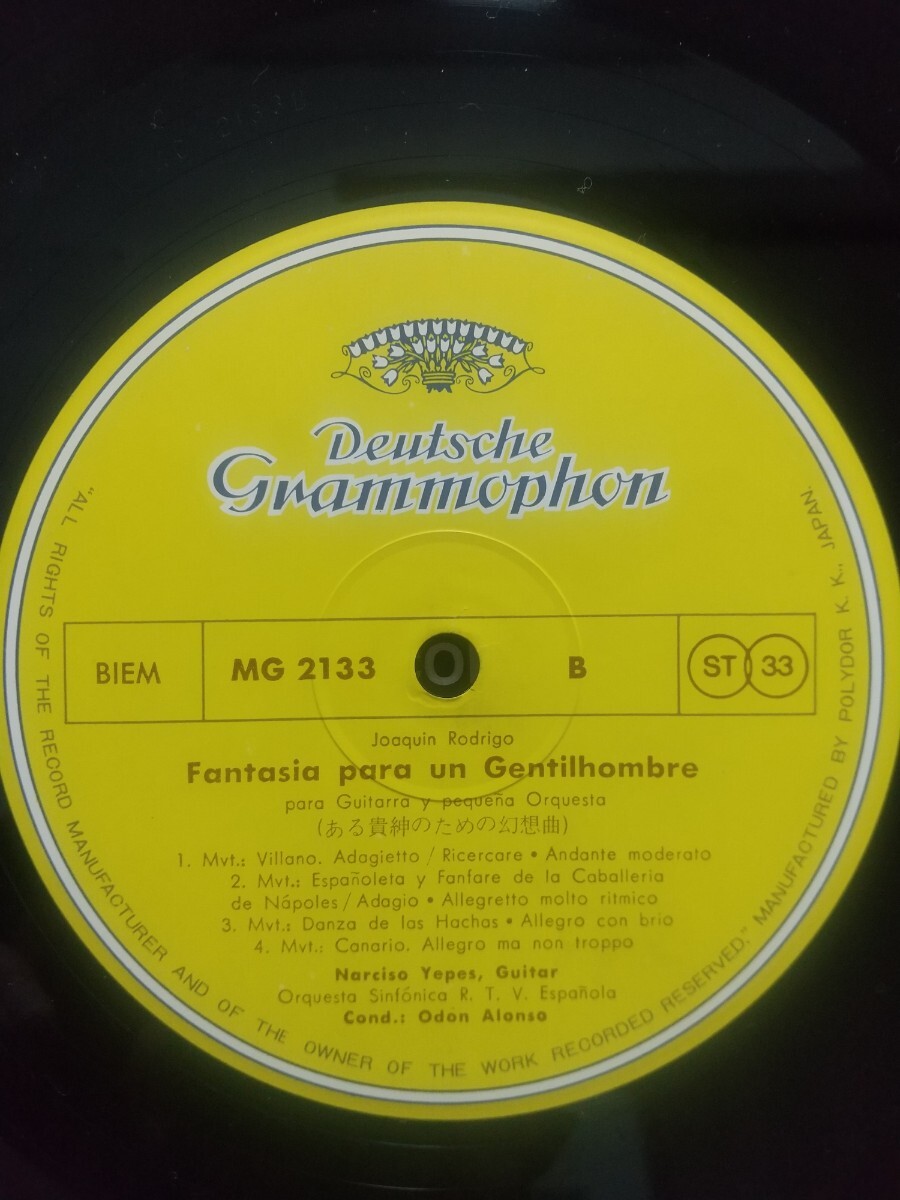 Deutsche
Grammophon
BIEM
MG 2133
B
ST 33
Joaquin Rodrigo
Fantasia para un Gentilhombre
para Guitarra y pequeña Orquesta
(ある貴紳のための幻想曲)
1. Mvt.: Villano. Adagietto / Ricercare • Andante moderato
2. Mvt.: Españoleta y Fanfare de la Caballeria
de Nápoles / Adagio • Allegretto molto ritmico
3. Mvt.: Danza de las Hachas • Allegro con brio
4. Mvt.: Canario. Allegro ma non troppo
Narciso Yepes, Guitar
Orquesta Sinfónica R. T. V. Española
Cond.: Odon Alonso
"ALL RIGHTS OF THE RECORD MANUFACTURER AND OF THE OWNER OF THE WORK RECORDED RESERVED." MANUFACTURED BY POLYDOR K. K., JAPAN.